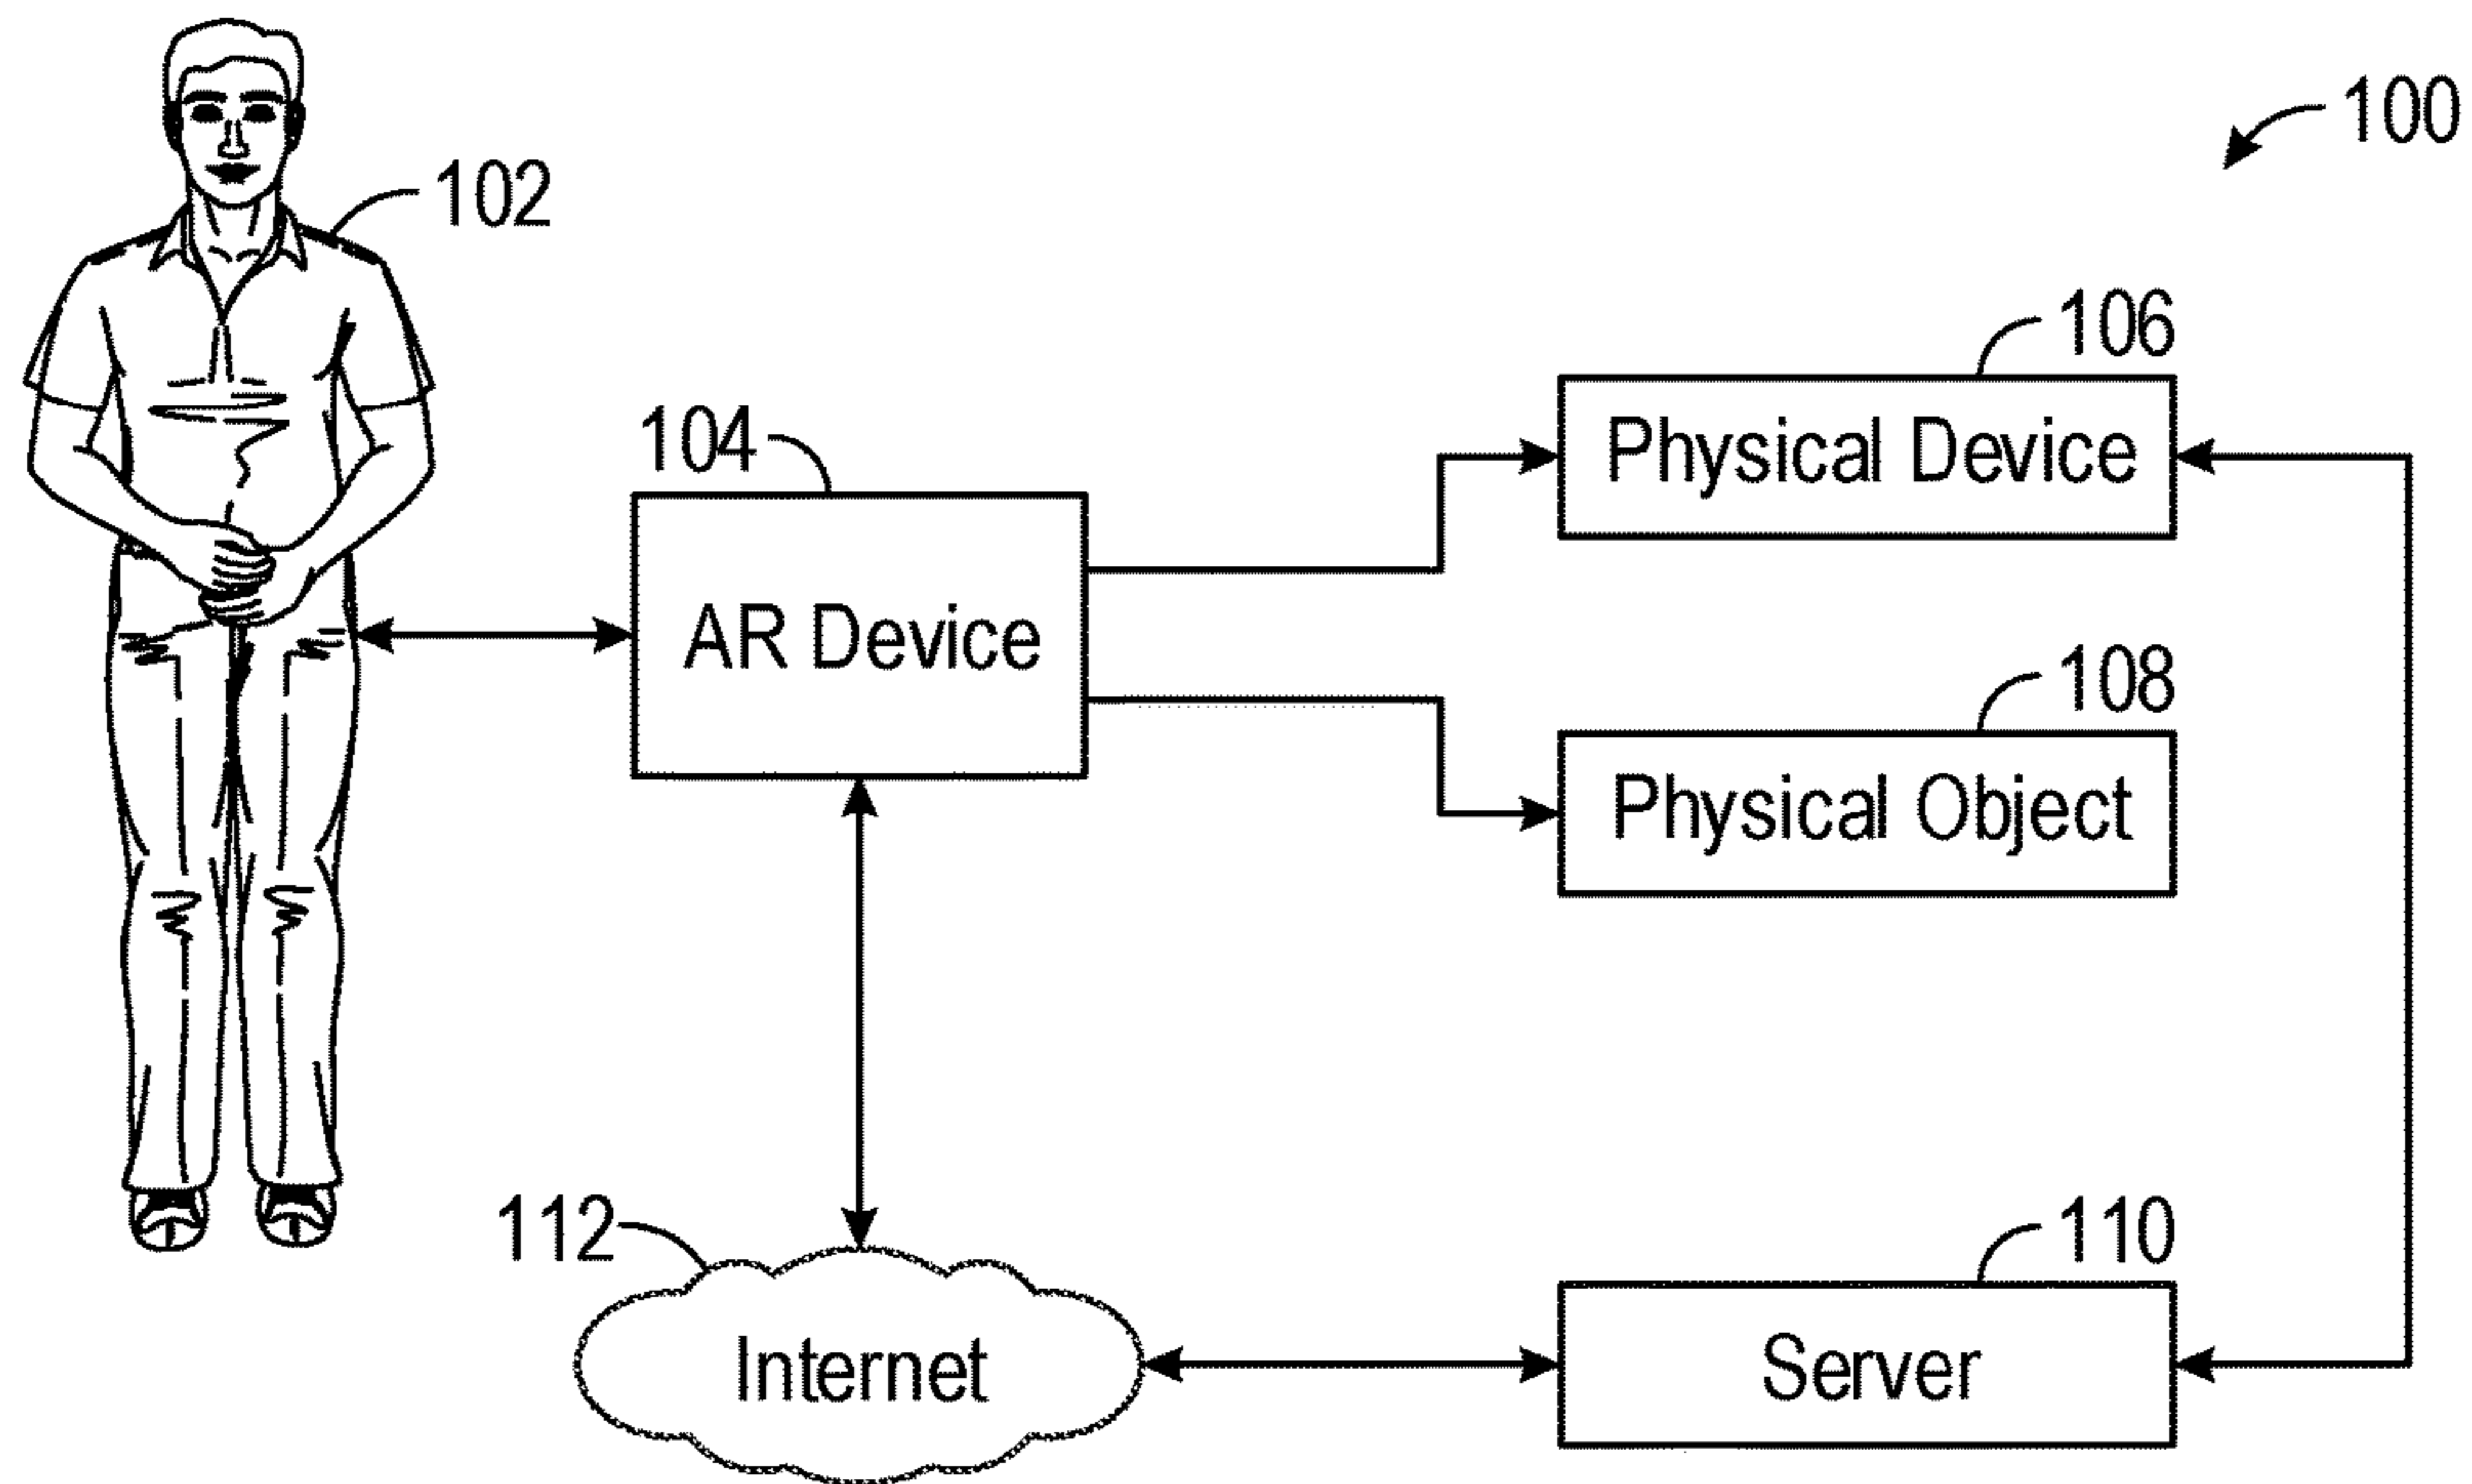 100
102
106
Physical Device
104
AR Device
108
Physical Object
112
Internet
110
Server